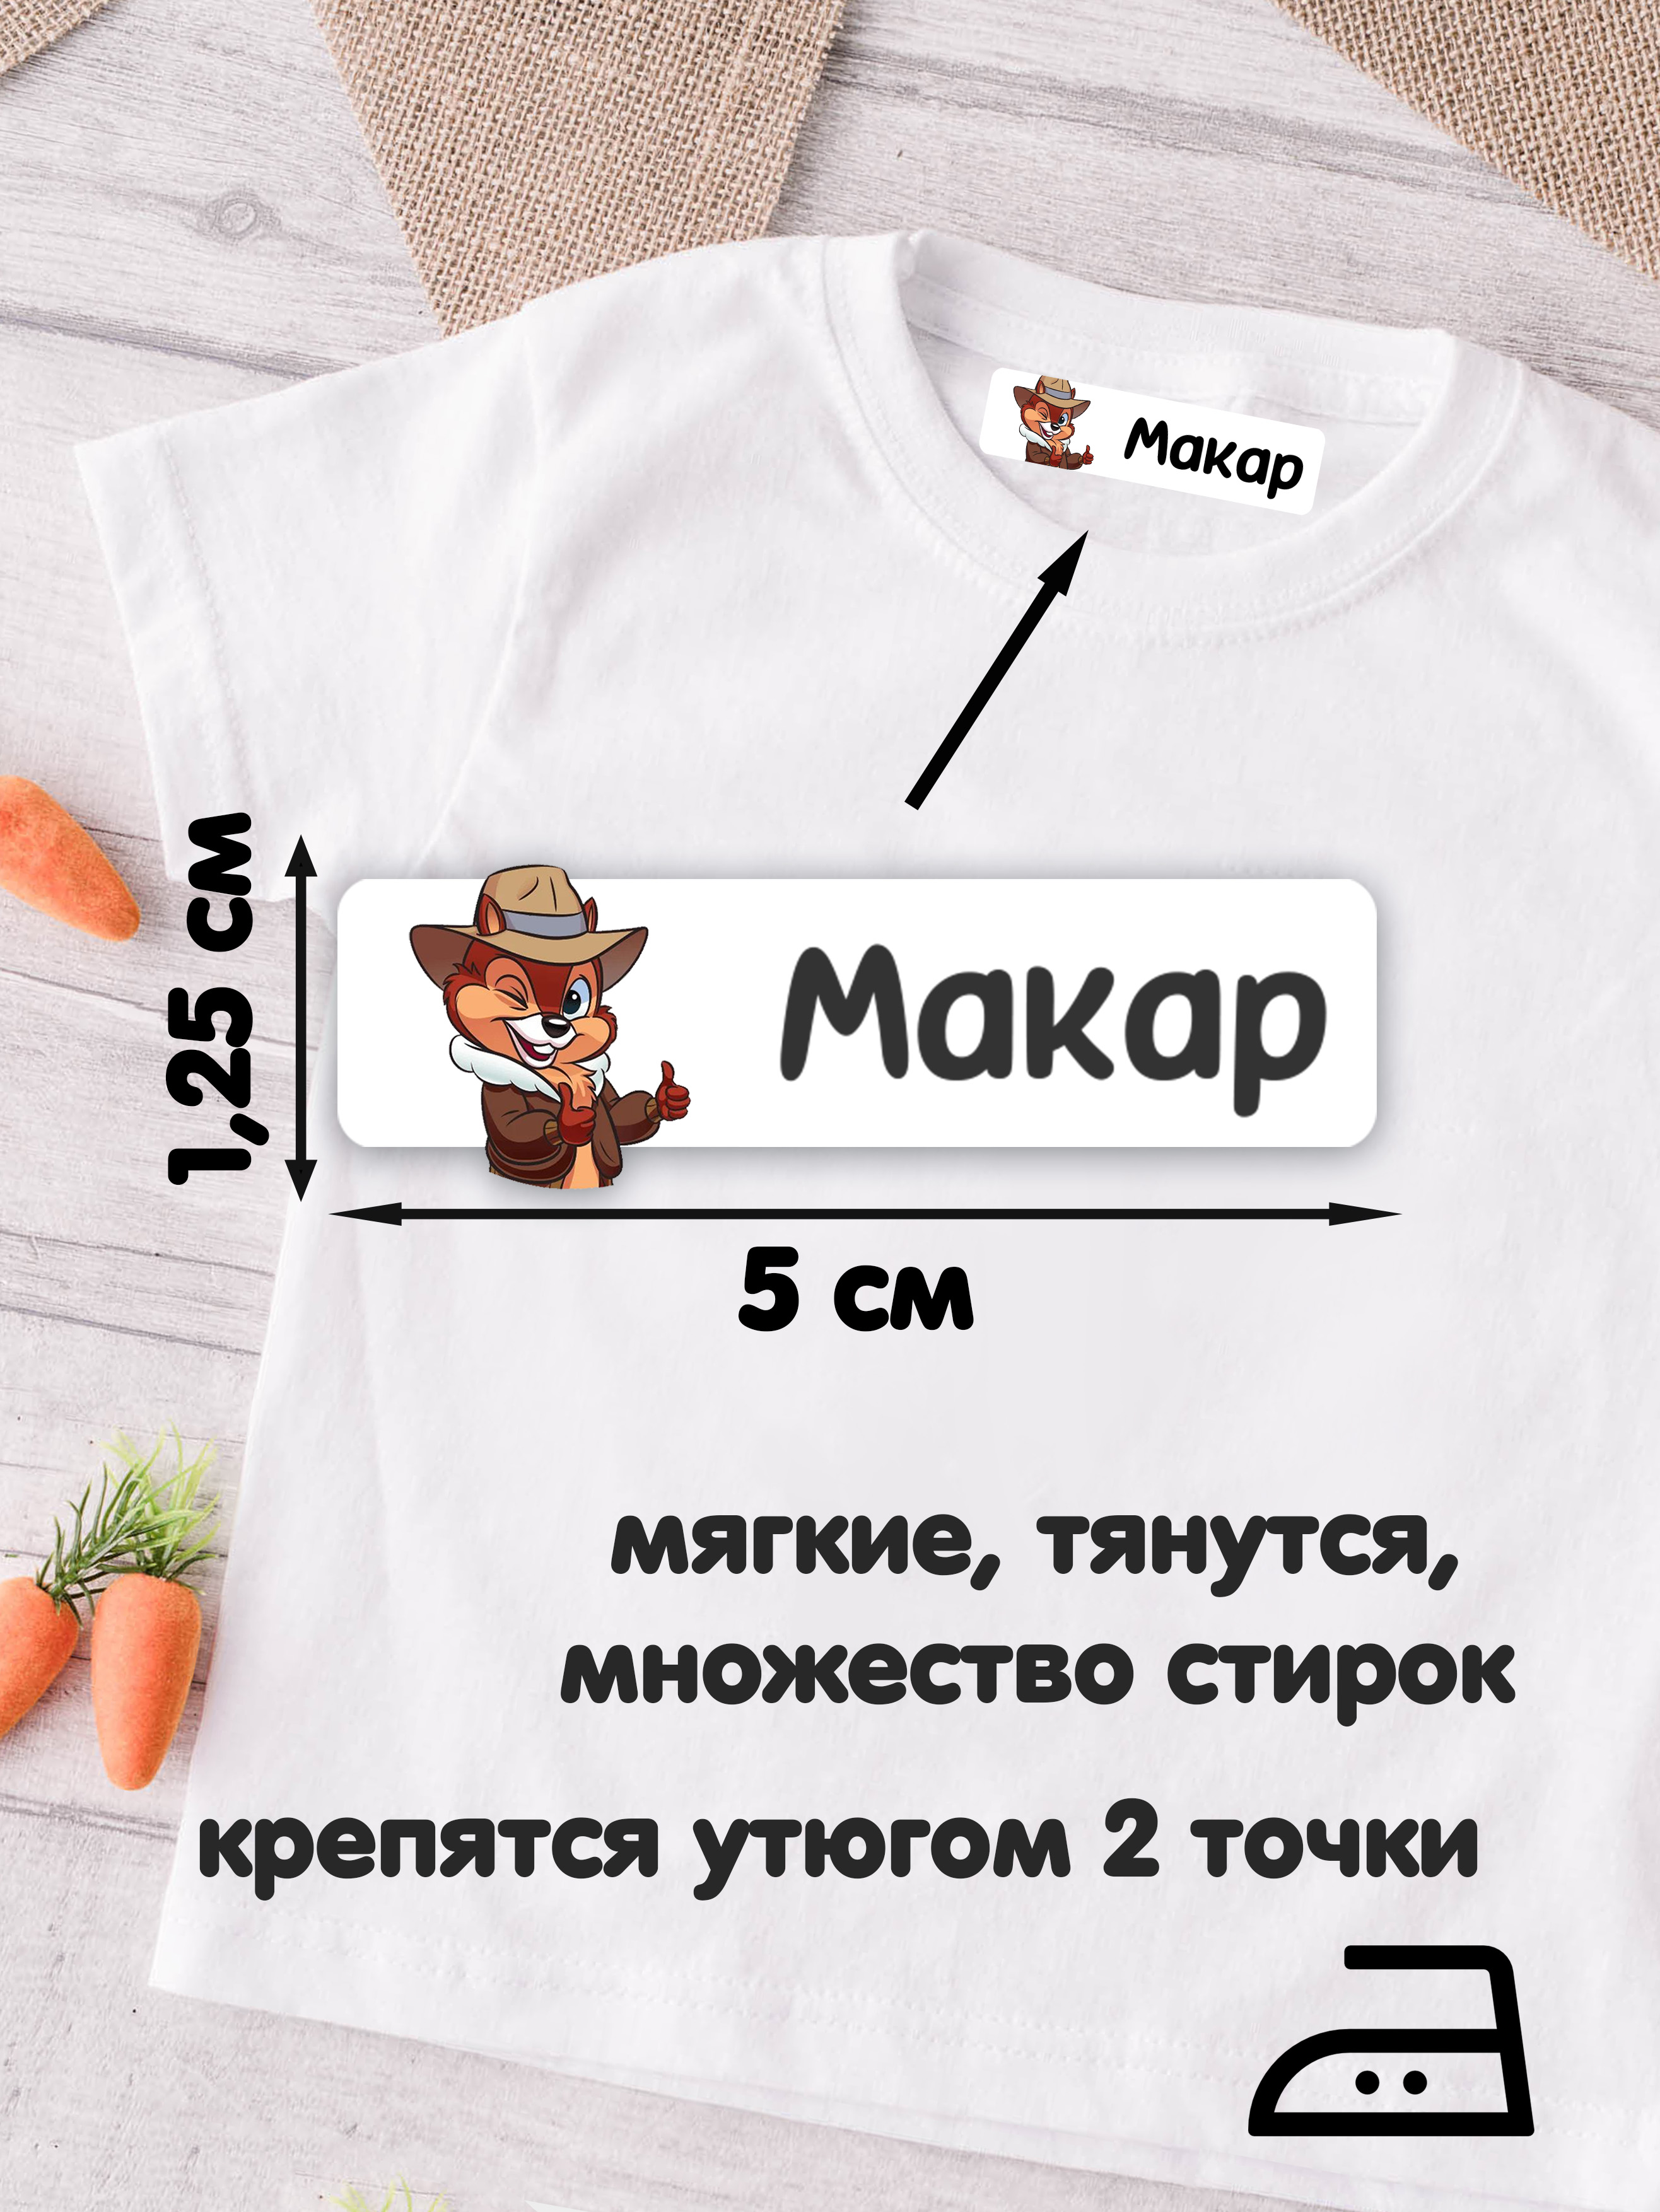 Макар
1,25 см
Макар
5 см
мягкие, тянутся,
множество стирок
крепятся утюгом 2 точки